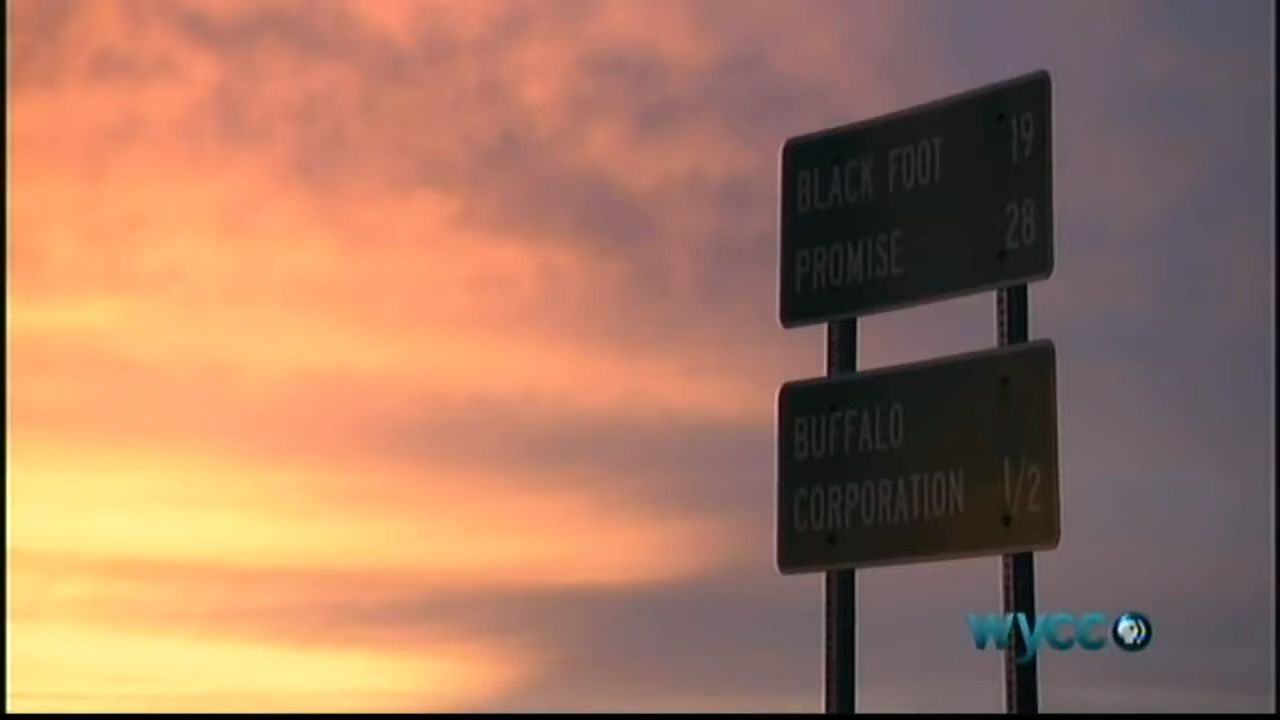 BLACK FOOT 19
PROMISE 28
BUFFALO
CORPORATION 1/2
wycc